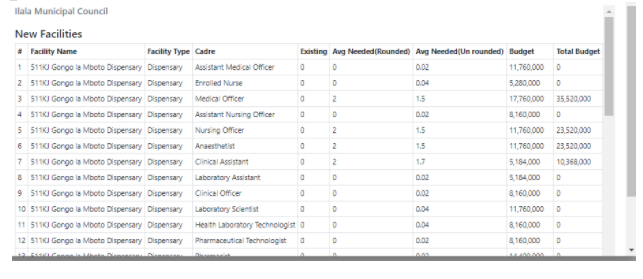 Ilala Municipal Council
New Facilities
# Facility Name Facility Type Cadre Existing Avg Needed(Rounded) Avg Needed(Un rounded) Budget Total Budget
1 511KJ Gongo la Mboto Dispensary Dispensary Assistant Medical Officer 0 0 0.02 11,760,000 0
2 511KJ Gongo la Mboto Dispensary Dispensary Enrolled Nurse 0 0 0.04 5,280,000 0
3 511KJ Gongo la Mboto Dispensary Dispensary Medical Officer 0 2 1.5 17,760,000 35,520,000
4 511KJ Gongo la Mboto Dispensary Dispensary Assistant Nursing Officer 0 0 0.02 8,160,000 0
5 511KJ Gongo la Mboto Dispensary Dispensary Nursing Officer 0 2 1.5 11,760,000 23,520,000
6 511KJ Gongo la Mboto Dispensary Dispensary Anaesthetist 0 2 1.5 11,760,000 23,520,000
7 511KJ Gongo la Mboto Dispensary Dispensary Clinical Assistant 0 2 1.7 5,184,000 10,368,000
8 511KJ Gongo la Mboto Dispensary Dispensary Laboratory Assistant 0 0 0.02 5,184,000 0
9 511KJ Gongo la Mboto Dispensary Dispensary Clinical Officer 0 0 0.02 8,160,000 0
10 511KJ Gongo la Mboto Dispensary Dispensary Laboratory Scientist 0 0 0.04 11,760,000 0
11 511KJ Gongo la Mboto Dispensary Dispensary Health Laboratory Technologist 0 0 0.04 8,160,000 0
12 511KJ Gongo la Mboto Dispensary Dispensary Pharmaceutical Technologist 0 0 0.02 8,160,000 0